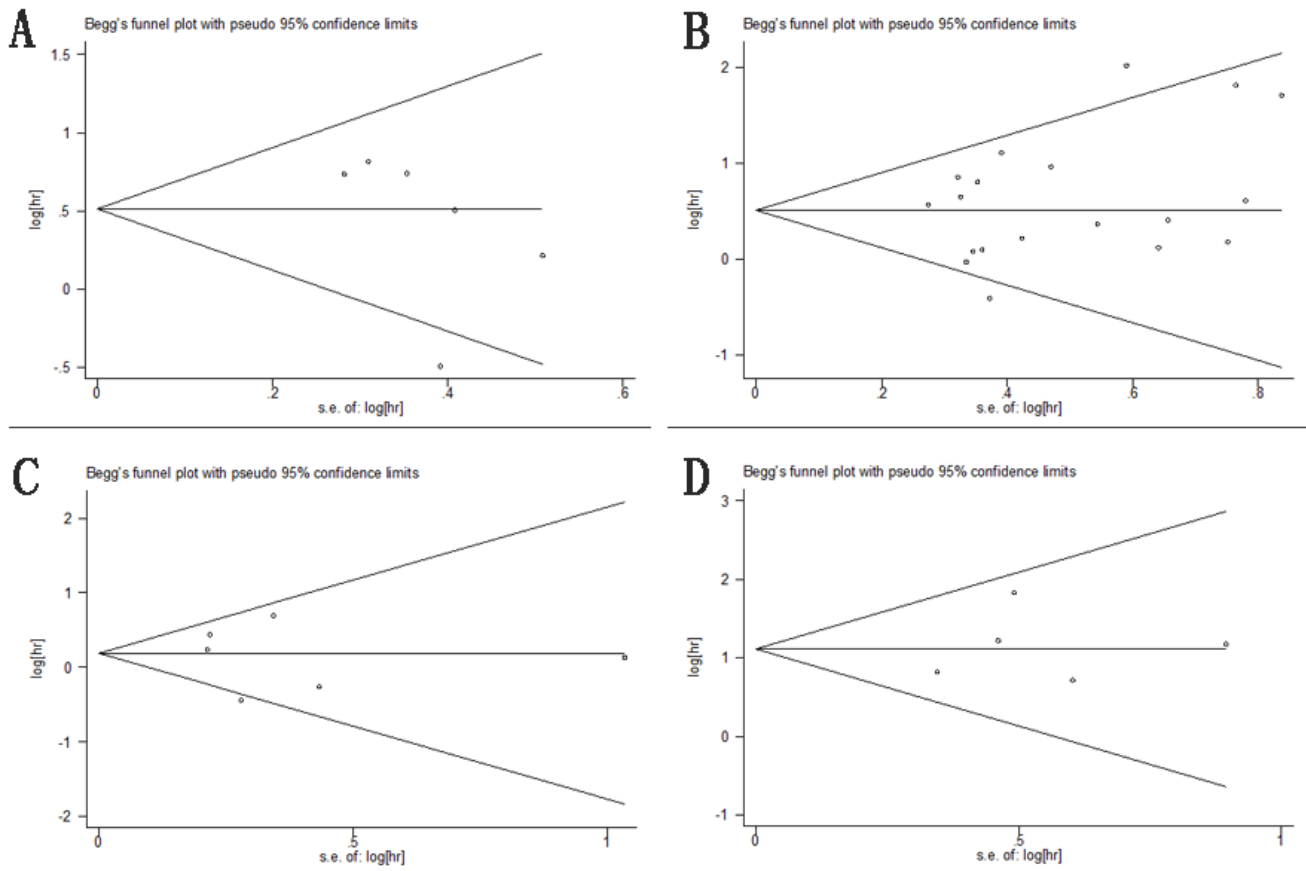 A
Begg's funnel plot with pseudo 95% confidence limits
1.5
1
.5
0
-.5
log[hr]
0 .2 .4 .6
s.e. of: log[hr]
B
Begg's funnel plot with pseudo 95% confidence limits
2
1
0
-1
log[hr]
0 .2 .4 .6 .8
s.e. of: log[hr]
C
Begg's funnel plot with pseudo 95% confidence limits
2
1
0
-1
-2
log[hr]
0 .5 1
s.e. of: log[hr]
D
Begg's funnel plot with pseudo 95% confidence limits
3
2
1
0
-1
log[hr]
0 .5 1
s.e. of: log[hr]